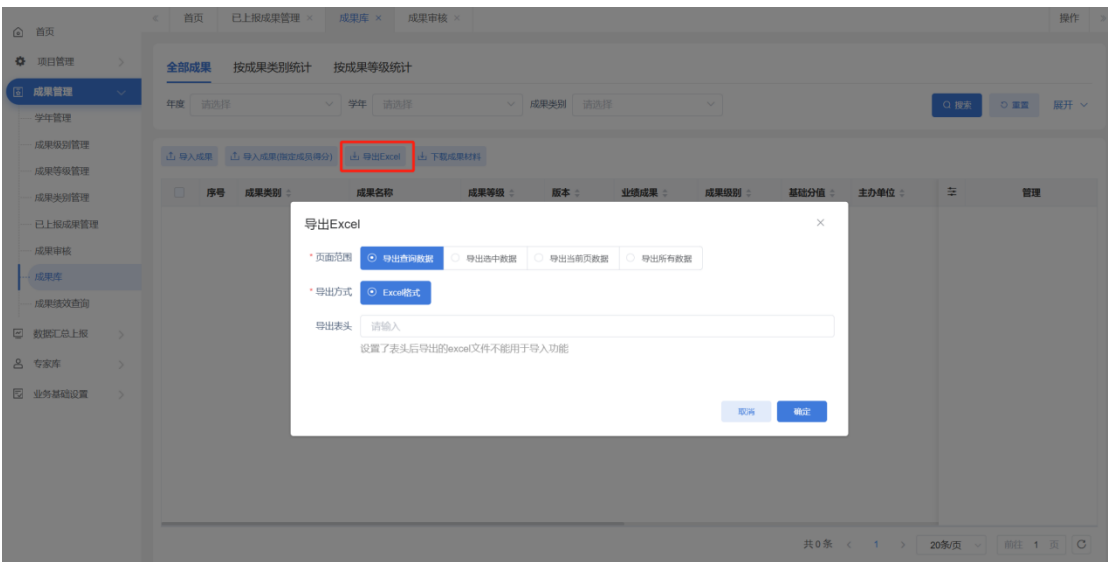 首页 已上报成果管理 × 成果库 × 成果审核 × 操作
首页
项目管理
成果管理
学年管理
成果级别管理
成果等级管理
成果类别管理
已上报成果管理
成果审核
成果库
成果绩效查询
数据汇总上报
专家库
业务基础设置
全部成果 按成果类别统计 按成果等级统计
年度 请选择 学年 请选择 成果类别 请选择 搜索 重置 展开
导入成果 导入成果(指定成员得分) 导出Excel 下载成果材料
序号 成果类别 成果名称 成果等级 版本 业绩成果 成果级别 基础分值 主办单位 管理
导出Excel ×
* 页面范围 导出查询数据 导出选中数据 导出当前页数据 导出所有数据
* 导出方式 Excel格式
导出表头 请输入
设置了表头后导出的excel文件不能用于导入功能
取消 确定
共 0 条 < 1 > 20条/页 前往 1 页